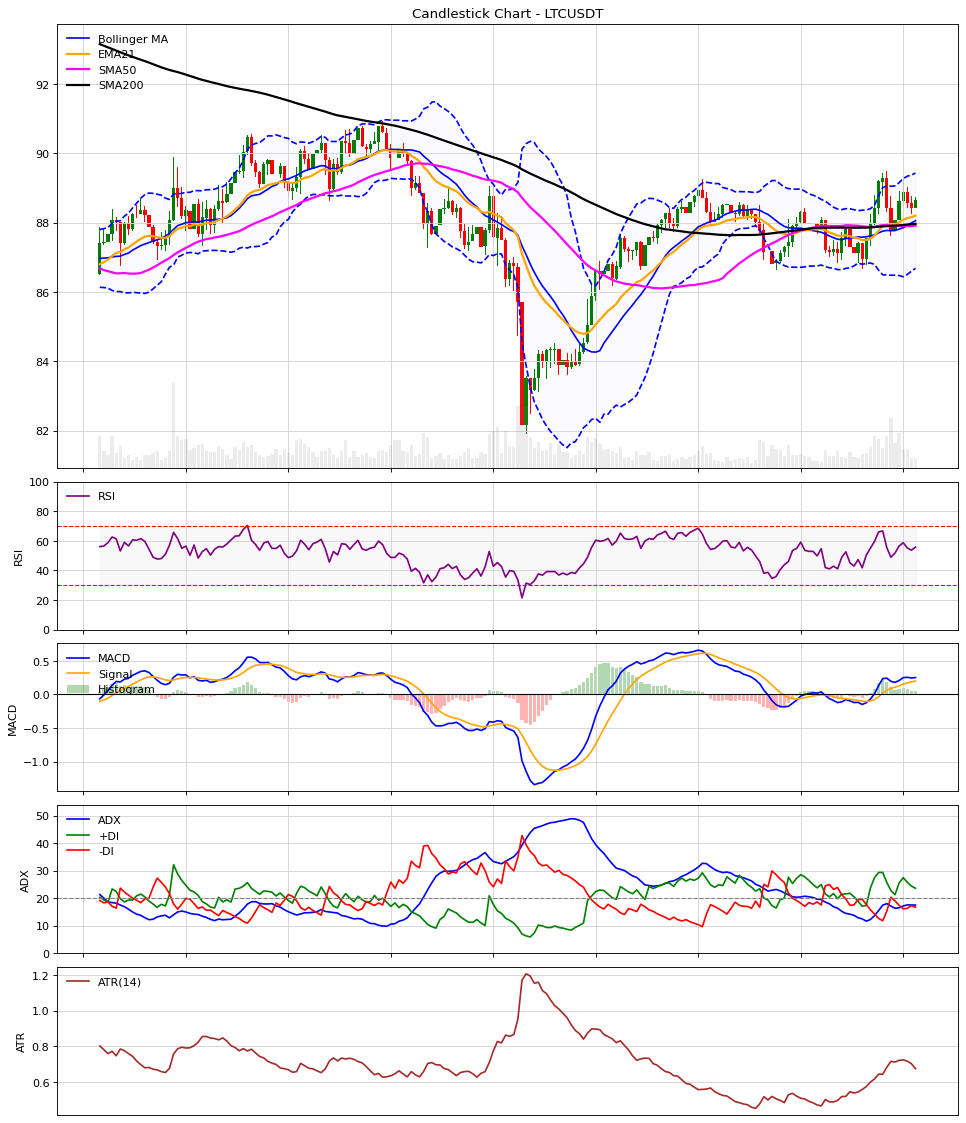 Candlestick Chart - LTCUSDT
Bollinger MA
EMA21
SMA50
SMA200
92
90
88
86
84
82
RSI
100
80
60
40
20
0
RSI
MACD
Signal
Histogram
0.5
0.0
−0.5
−1.0
MACD
ADX
+DI
-DI
50
40
30
20
10
0
ADX
ATR(14)
1.2
1.0
0.8
0.6
ATR